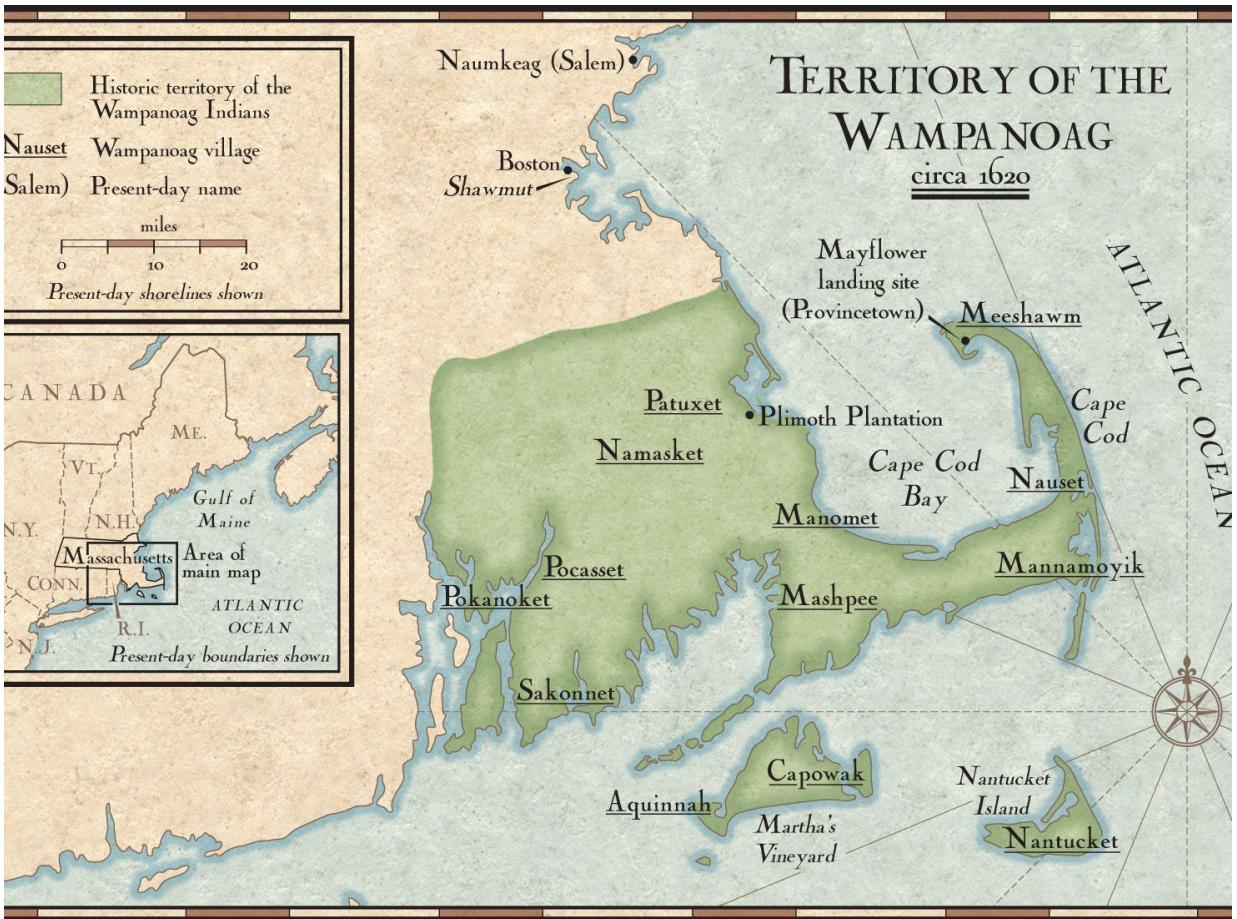 TERRITORY OF THE
WAMPANOAG
circa 1620
Historic territory of the
Wampanoag Indians
Nauset
Wampanoag village
Salem)
Present-day name
miles
0
10
20
Present-day shorelines shown
CANADA
ME.
VT.
N.H.
N.Y.
Gulf of
Maine
Massachusetts
Area of
main map
CONN.
R.I.
N.J.
ATLANTIC
OCEAN
Present-day boundaries shown
Naumkeag (Salem)
Boston
Shawmut
Mayflower
landing site
(Provincetown)
Meeshawm
ATLANTIC OCEAN
Patuxet
Plimoth Plantation
Cape
Cod
Namasket
Cape Cod
Bay
Nauset
Manomet
Pocasset
Mannamoyik
Pokanoket
Mashpee
Sakonnet
Capowak
Aquinnah
Martha's
Vineyard
Nantucket
Island
Nantucket